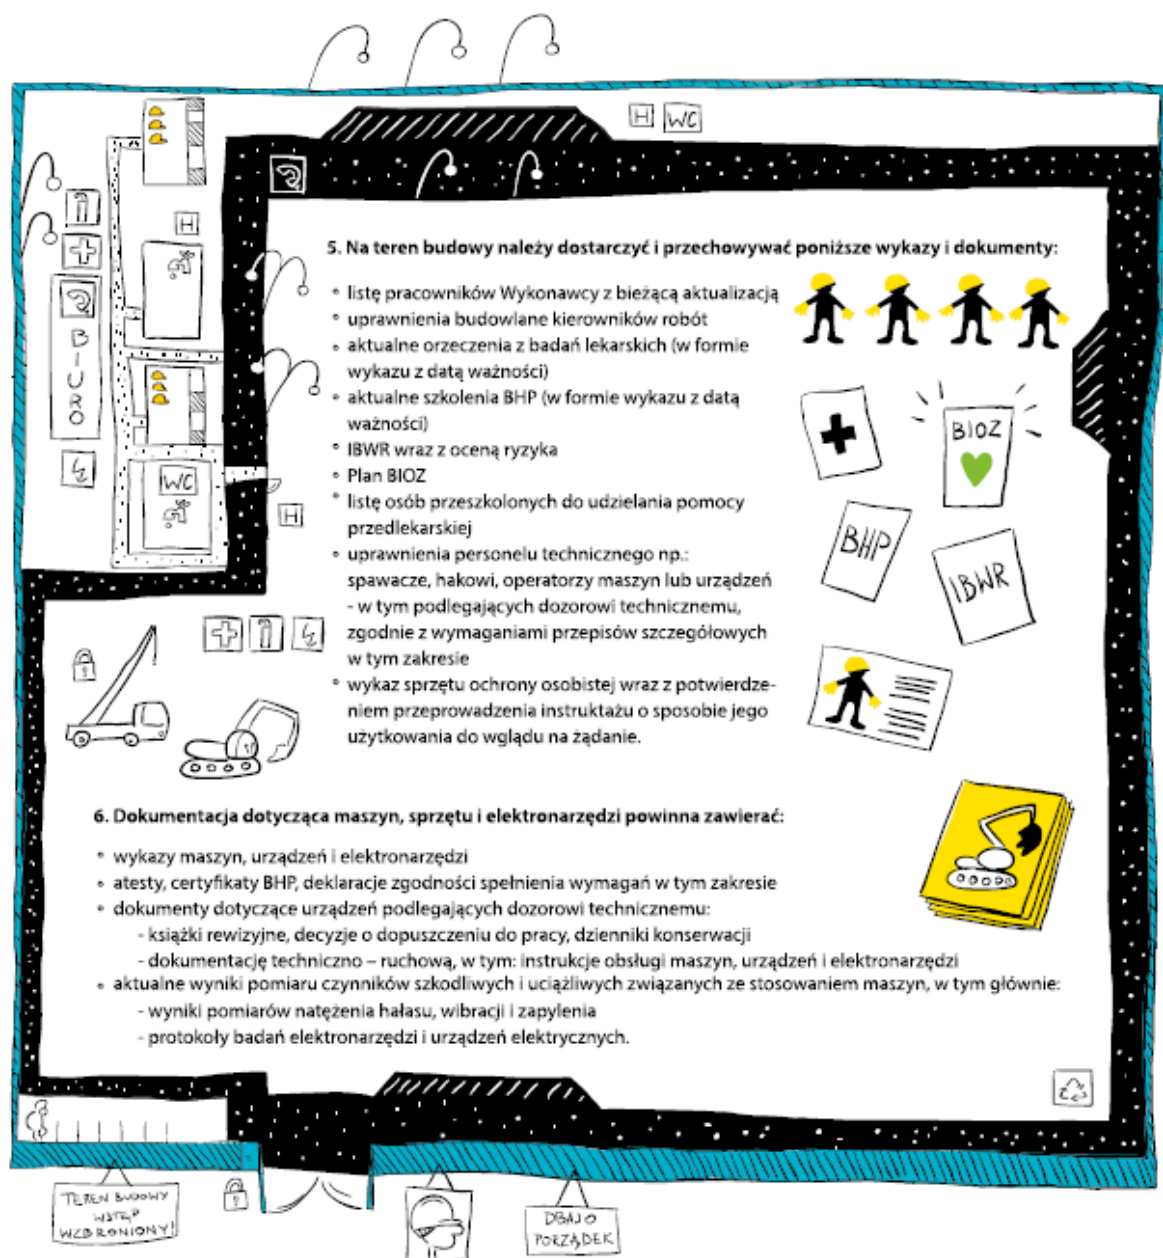 H WC
H
BIURO
WC
H
5. Na teren budowy należy dostarczyć i przechowywać poniższe wykazy i dokumenty:
° listę pracowników Wykonawcy z bieżącą aktualizacją
° uprawnienia budowlane kierowników robót
° aktualne orzeczenia z badań lekarskich (w formie
wykazu z datą ważności)
° aktualne szkolenia BHP (w formie wykazu z datą
ważności)
° IBWR wraz z oceną ryzyka
° Plan BIOZ
° listę osób przeszkolonych do udzielania pomocy
przedlekarskiej
° uprawnienia personelu technicznego np.:
spawacze, hakowi, operatorzy maszyn lub urządzeń
- w tym podlegających dozorowi technicznemu,
zgodnie z wymaganiami przepisów szczegółowych
w tym zakresie
° wykaz sprzętu ochrony osobistej wraz z potwierdze-
niem przeprowadzenia instruktażu o sposobie jego
użytkowania do wglądu na żądanie.
BIOZ
BHP
IBWR
6. Dokumentacja dotycząca maszyn, sprzętu i elektronarzędzi powinna zawierać:
° wykazy maszyn, urządzeń i elektronarzędzi
° atesty, certyfikaty BHP, deklaracje zgodności spełnienia wymagań w tym zakresie
° dokumenty dotyczące urządzeń podlegających dozorowi technicznemu:
- książki rewizyjne, decyzje o dopuszczeniu do pracy, dzienniki konserwacji
- dokumentację techniczno – ruchową, w tym: instrukcje obsługi maszyn, urządzeń i elektronarzędzi
° aktualne wyniki pomiaru czynników szkodliwych i uciążliwych związanych ze stosowaniem maszyn, w tym głównie:
- wyniki pomiarów natężenia hałasu, wibracji i zapylenia
- protokoły badań elektronarzędzi i urządzeń elektrycznych.
TEREN BUDOWY
WSTĘP
WZBRONIONY!
DBAJ O
PORZĄDEK